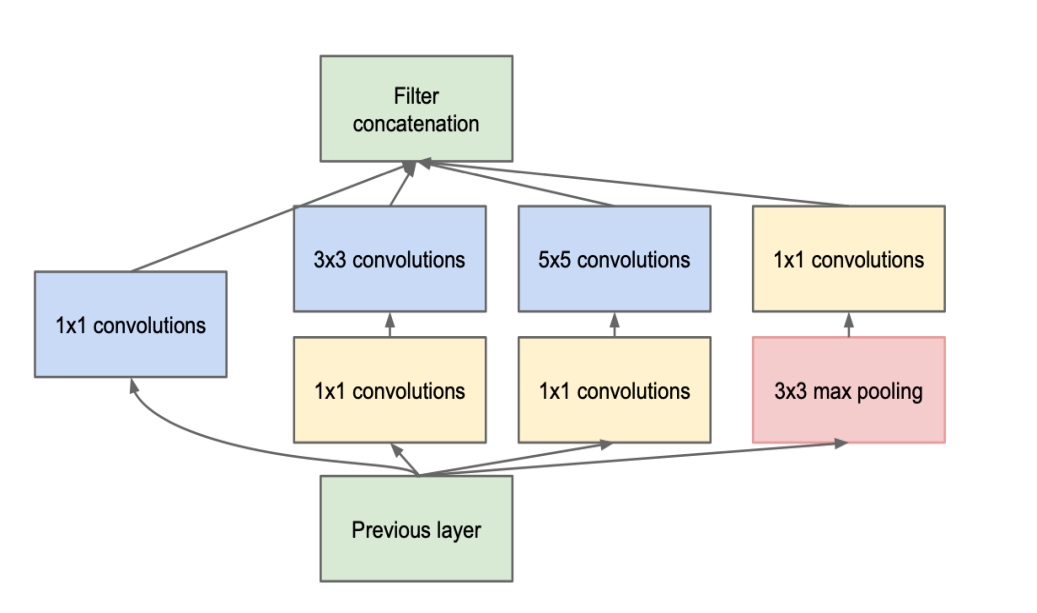 Filter
concatenation
3x3 convolutions
5x5 convolutions
1x1 convolutions
1x1 convolutions
1x1 convolutions
1x1 convolutions
3x3 max pooling
Previous layer